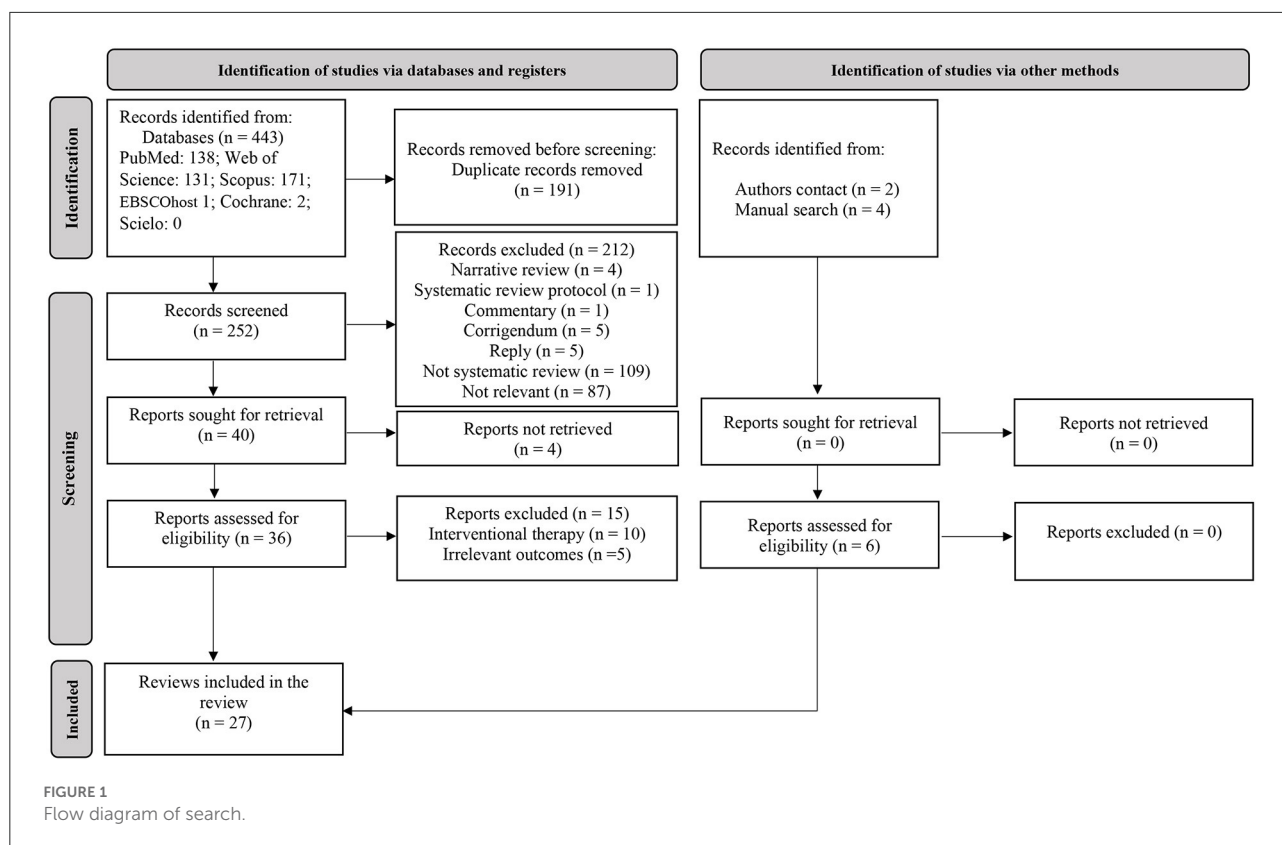 Identification of studies via databases and registers
Identification of studies via other methods
Identification
Records identified from:
Databases (n = 443)
PubMed: 138; Web of
Science: 131; Scopus: 171;
EBSCOhost 1; Cochrane: 2;
Scielo: 0
Records removed before screening:
Duplicate records removed
(n = 191)
Records identified from:
Authors contact (n = 2)
Manual search (n = 4)
Screening
Records screened
(n = 252)
Records excluded (n = 212)
Narrative review (n = 4)
Systematic review protocol (n = 1)
Commentary (n = 1)
Corrigendum (n = 5)
Reply (n = 5)
Not systematic review (n = 109)
Not relevant (n = 87)
Reports sought for retrieval
(n = 40)
Reports not retrieved
(n = 4)
Reports sought for retrieval
(n = 0)
Reports not retrieved
(n = 0)
Reports assessed for
eligibility (n = 36)
Reports excluded (n = 15)
Interventional therapy (n = 10)
Irrelevant outcomes (n =5)
Reports assessed for
eligibility (n = 6)
Reports excluded (n = 0)
Included
Reviews included in the
review
(n = 27)
FIGURE 1
Flow diagram of search.